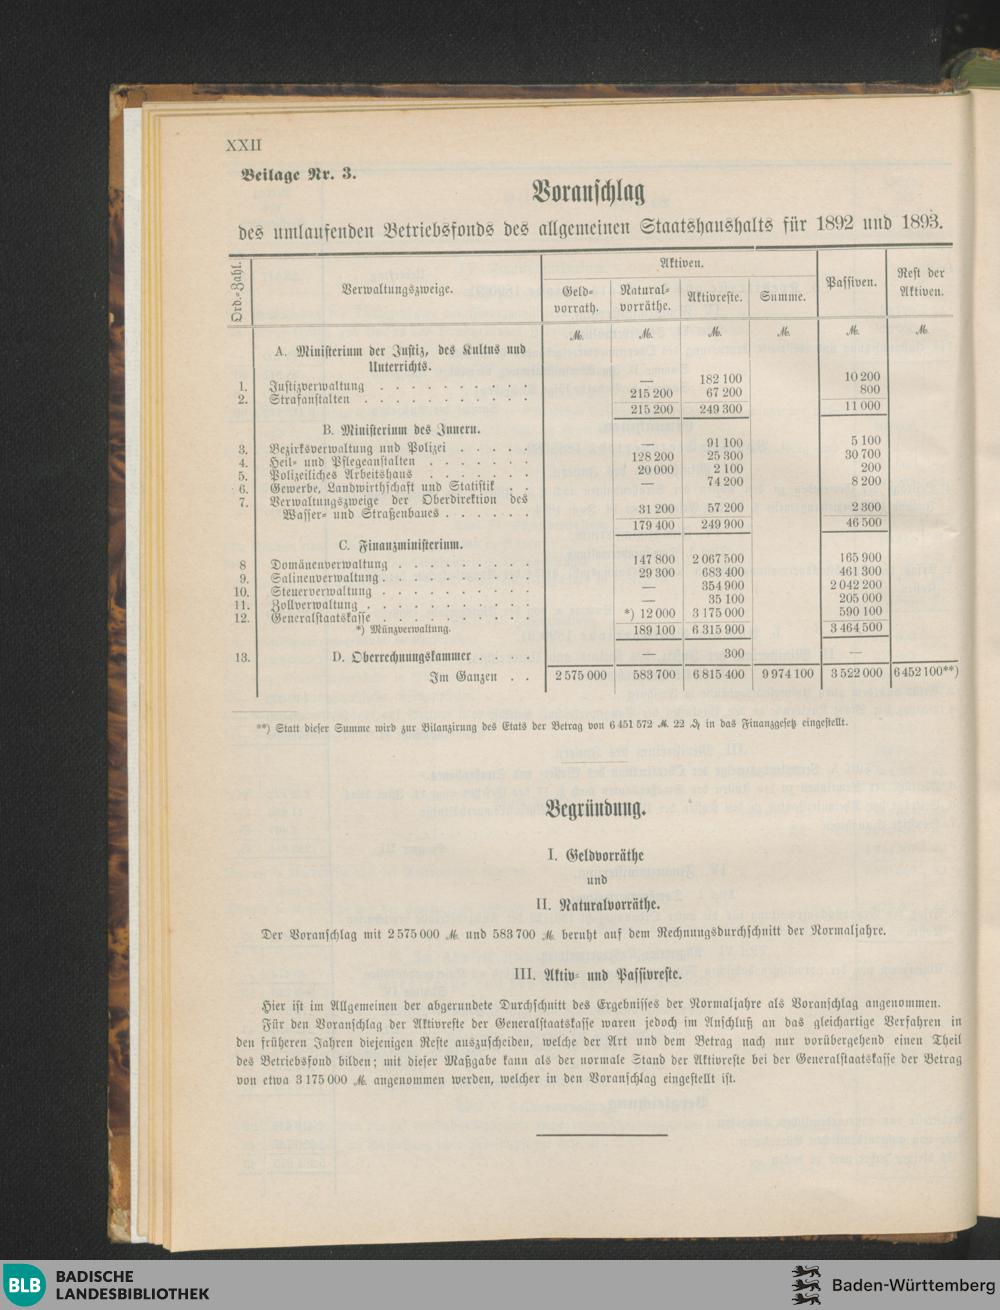 XXII
Beilage Nr. 3.
Voranschlag
des umlaufenden Betriebsfonds des allgemeinen Staatshaushalts für 1892 und 1893.
Ord.-Zahl. Verwaltungszweige. Aktiven. Passiven. Rest der Aktiven.
Geldvorrath. Naturalvorräthe. Aktivreste. Summe.
ℳ. ℳ. ℳ. ℳ. ℳ. ℳ.
A. Ministerium der Justiz, des Kultus und
Unterrichts.
1. Justizverwaltung . . . . . . . . . . — 182 100 10 200
2. Strafanstalten . . . . . . . . . . . 215 200 67 200 800
215 200 249 300 11 000
B. Ministerium des Innern.
3. Bezirksverwaltung und Polizei . . . . . — 91 100 5 100
4. Heil- und Pflegeanstalten . . . . . . . 128 200 25 300 30 700
5. Polizeiliches Arbeitshaus . . . . . . . 20 000 2 100 200
6. Gewerbe, Landwirthschaft und Statistik . . — 74 200 8 200
7. Verwaltungszweige der Oberdirektion des
Wasser- und Straßenbaues . . . . . . 31 200 57 200 2 300
179 400 249 900 46 500
C. Finanzministerium.
8 Domänenverwaltung . . . . . . . . . 147 800 2 067 500 165 900
9. Salinenverwaltung . . . . . . . . . . 29 300 683 400 461 300
10. Steuerverwaltung . . . . . . . . . . — 354 900 2 042 200
11. Zollverwaltung . . . . . . . . . . . — 35 100 205 000
12. Generalstaatskasse . . . . . . . . . . *) 12 000 3 175 000 590 100
*) Münzverwaltung. 189 100 6 315 900 3 464 500
13. D. Oberrechnungskammer . . . . — 300 —
Im Ganzen . . 2 575 000 583 700 6 815 400 9 974 100 3 522 000 6 452 100**)
**) Statt dieser Summe wird zur Bilanzirung des Etats der Betrag von 6 451 572 ℳ. 22 ₰ in das Finanzgesetz eingestellt.
Begründung.
I. Geldvorräthe
und
II. Naturalvorräthe.
Der Voranschlag mit 2 575 000 ℳ. und 583 700 ℳ. beruht auf dem Rechnungsdurchschnitt der Normaljahre.
III. Aktiv- und Passivreste.
Hier ist im Allgemeinen der abgerundete Durchschnitt des Ergebnisses der Normaljahre als Voranschlag angenommen.
Für den Voranschlag der Aktivreste der Generalstaatskasse waren jedoch im Anschluß an das gleichartige Verfahren in
den früheren Jahren diejenigen Reste auszuscheiden, welche der Art und dem Betrag nach nur vorübergehend einen Theil
des Betriebsfond bilden; mit dieser Maßgabe kann als der normale Stand der Aktivreste bei der Generalstaatskasse der Betrag
von etwa 3 175 000 ℳ. angenommen werden, welcher in den Voranschlag eingestellt ist.
BLB BADISCHE
LANDESBIBLIOTHEK
Baden-Württemberg